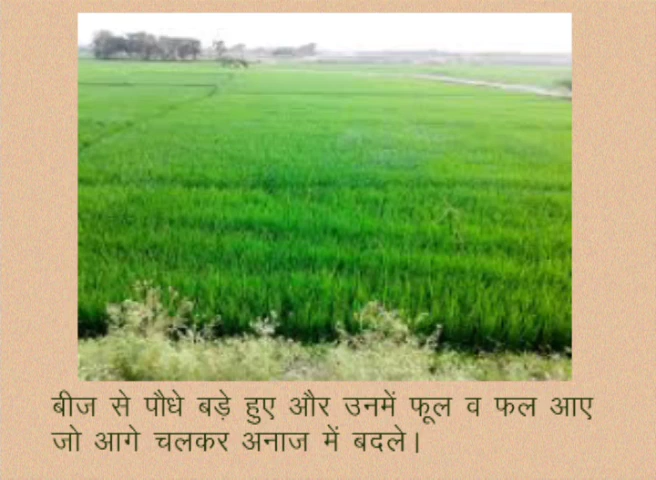 बीज से पौधे बड़े हुए और उनमें फूल व फल आए
जो आगे चलकर अनाज में बदले।